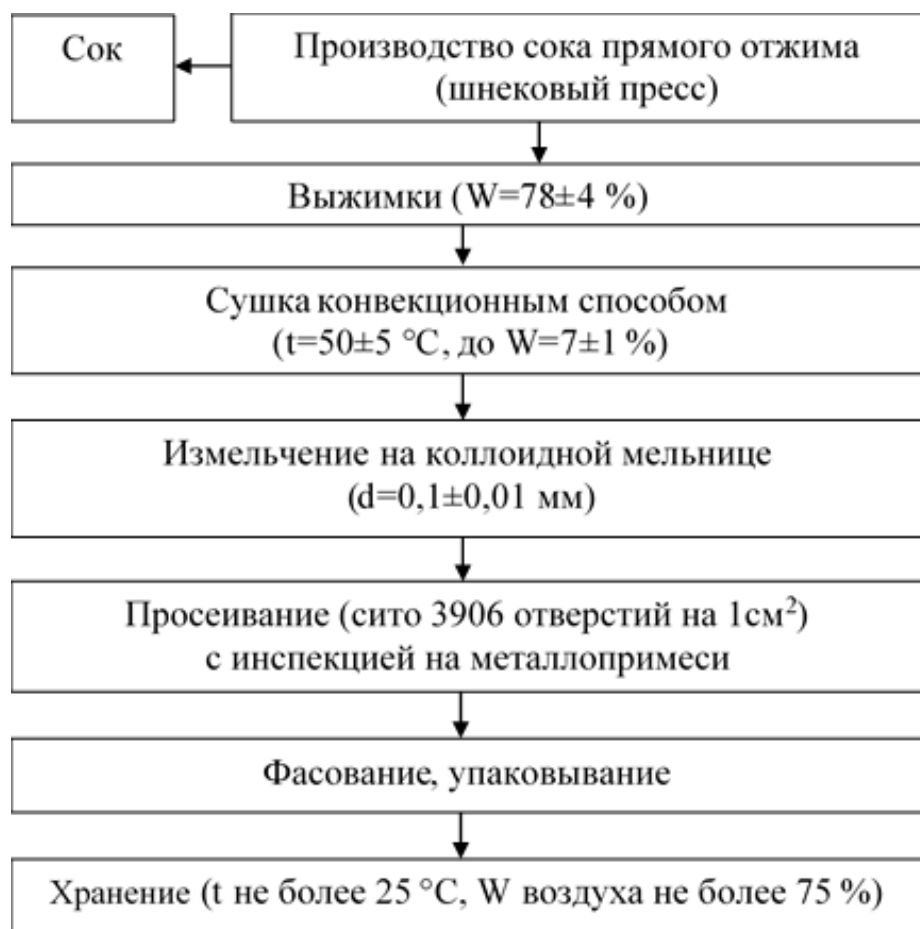 Сок
Производство сока прямого отжима
(шнековый пресс)
Выжимки (W=78±4 %)
Сушка конвекционным способом
(t=50±5 °C, до W=7±1 %)
Измельчение на коллоидной мельнице
(d=0,1±0,01 мм)
Просеивание (сито 3906 отверстий на 1см²)
с инспекцией на металлопримеси
Фасование, упаковывание
Хранение (t не более 25 °C, W воздуха не более 75 %)